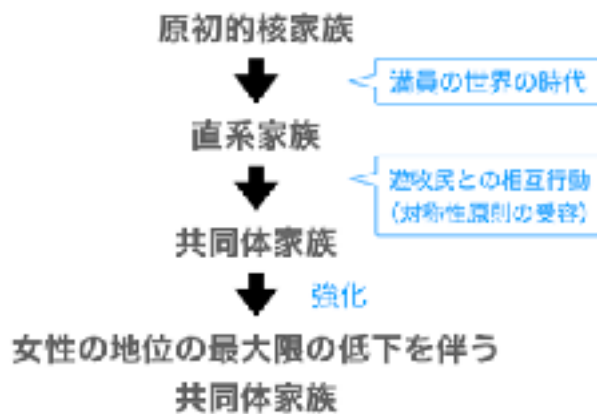 原初的核家族
満員の世界の時代
直系家族
遊牧民との相互行動
(対称性原則の受容)
共同体家族
強化
女性の地位の最大限の低下を伴う
共同体家族